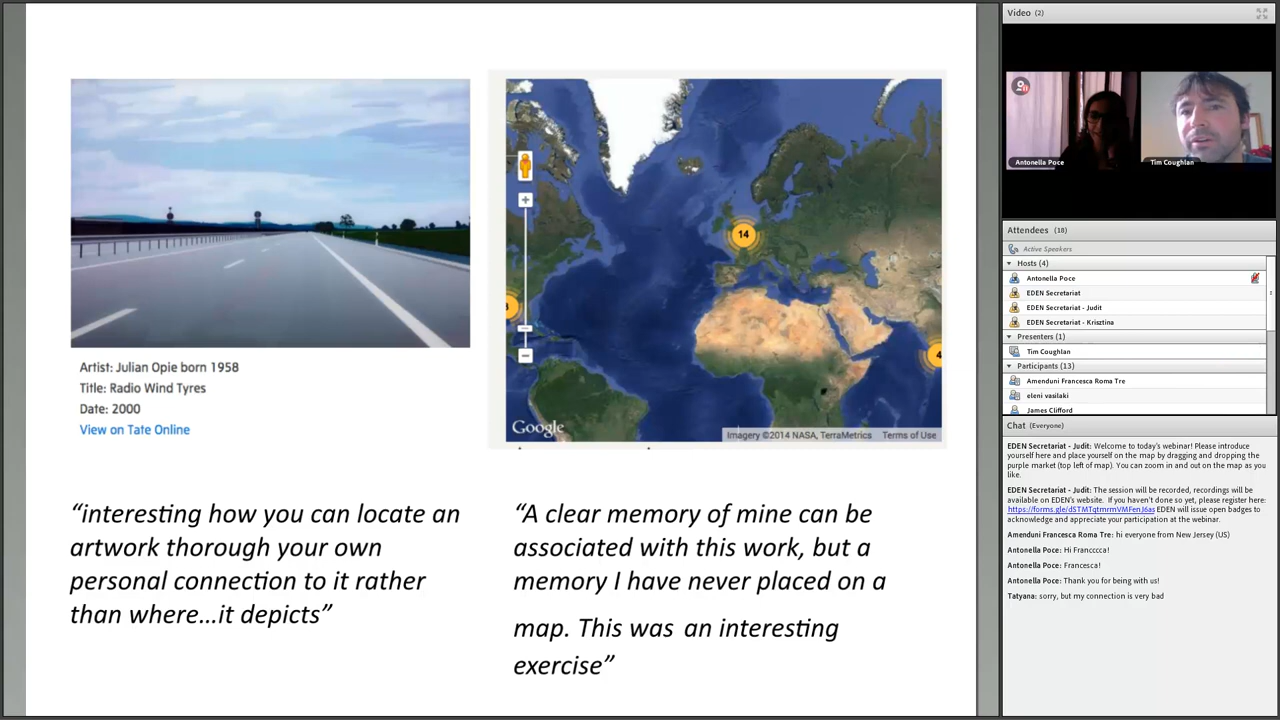 Artist: Julian Opie born 1958
Title: Radio Wind Tyres
Date: 2000
View on Tate Online
14
3
4
Google
Imagery ©2014 NASA, TerraMetrics
Terms of Use
“interesting how you can locate an
artwork thorough your own
personal connection to it rather
than where...it depicts”
“A clear memory of mine can be
associated with this work, but a
memory I have never placed on a
map. This was an interesting
exercise”
Video (2)
Antonella Poce
Tim Coughlan
Attendees (18)
Active Speakers
Hosts (4)
Antonella Poce
EDEN Secretariat
EDEN Secretariat - Judit
EDEN Secretariat - Krisztina
Presenters (1)
Tim Coughlan
Participants (13)
Amenduni Francesca Roma Tre
eleni vasilaki
James Clifford
Chat (Everyone)
EDEN Secretariat - Judit: Welcome to today's webinar! Please introduce
yourself here and place yourself on the map by dragging and dropping the
purple market (top left of map). You can zoom in and out on the map as you
like.
EDEN Secretariat - Judit: The session will be recorded, recordings will be
available on EDEN's website. If you haven't done so yet, please register here:
https://forms.gle/dSTMTqtmrmVMFenJ6as EDEN will issue open badges to
acknowledge and appreciate your participation at the webinar.
Amenduni Francesca Roma Tre: hi everyone from New Jersey (US)
Antonella Poce: Hi Francccca!
Antonella Poce: Francesca!
Antonella Poce: Thank you for being with us!
Tatyana: sorry, but my connection is very bad